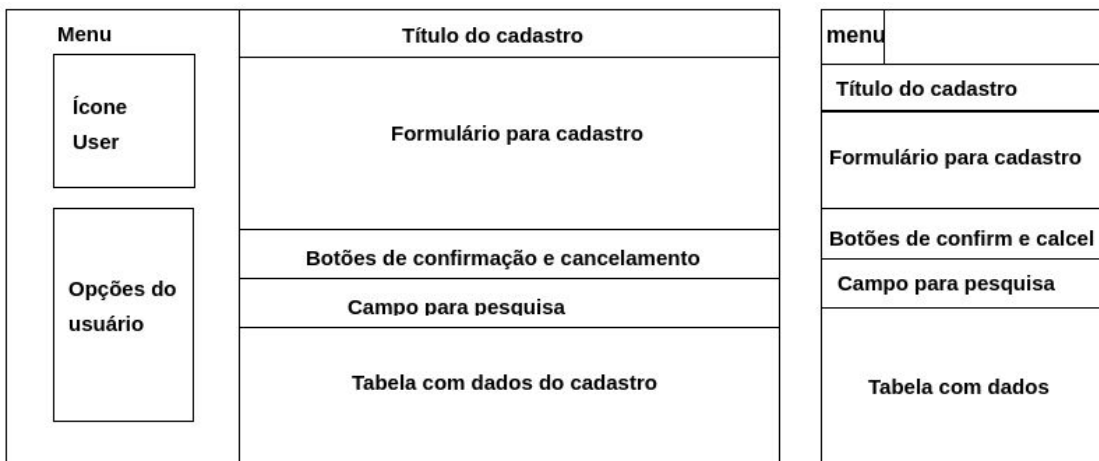 Menu
Ícone
User
Opções do
usuário
Título do cadastro
Formulário para cadastro
Botões de confirmação e cancelamento
Campo para pesquisa
Tabela com dados do cadastro
menu
Título do cadastro
Formulário para cadastro
Botões de confirm e calcel
Campo para pesquisa
Tabela com dados